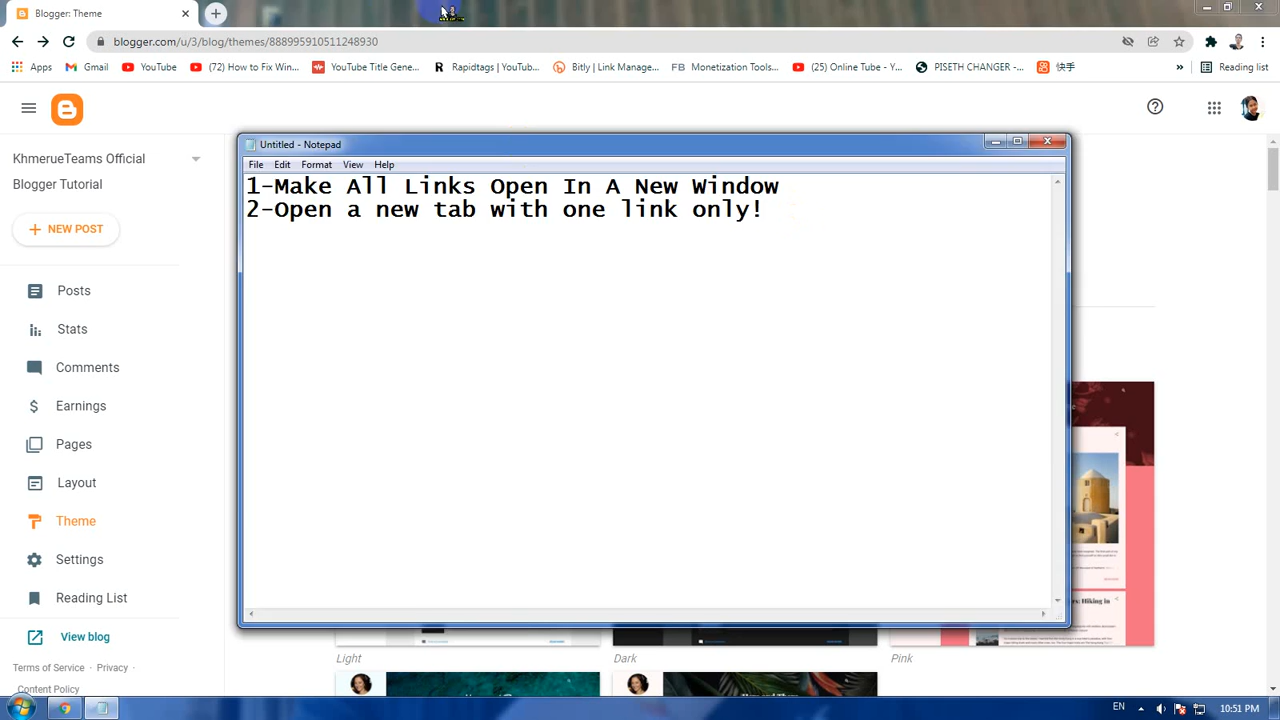 Blogger: Theme
blogger.com/u/3/blog/themes/888995910511248930
Apps Gmail YouTube (72) How to Fix Win... YouTube Title Gene... Rapidtags | YouTub... Bitly | Link Manage... FB Monetization Tools... (25) Online Tube - Y... PISETH CHANGER -... 快手 » Reading list
KhmerueTeams Official
Blogger Tutorial
NEW POST
Posts
Stats
Comments
Earnings
Pages
Layout
Theme
Settings
Reading List
View blog
Terms of Service · Privacy ·
Content Policy
Untitled - Notepad
File Edit Format View Help
1-Make All Links Open In A New Window
2-Open a new tab with one link only!
Light
Dark
Pink
EN
10:51 PM